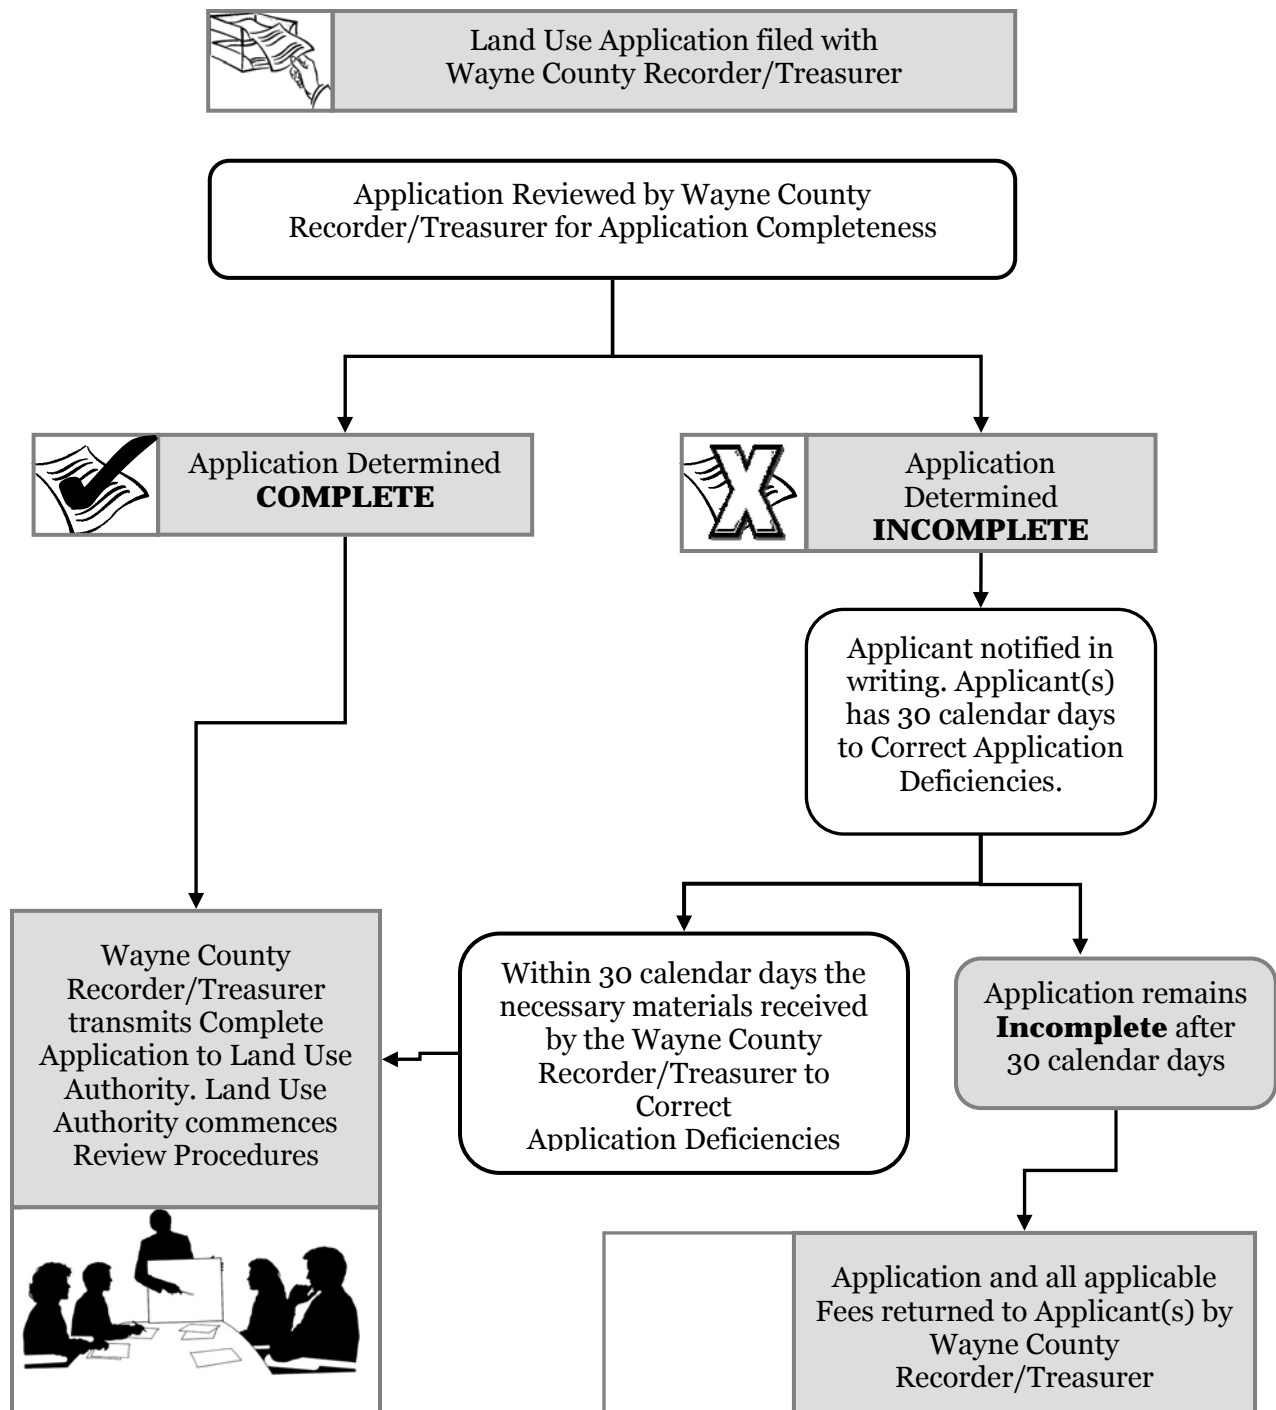 Land Use Application filed with
Wayne County Recorder/Treasurer
Application Reviewed by Wayne County
Recorder/Treasurer for Application Completeness
Application Determined
COMPLETE
Application
Determined
INCOMPLETE
Applicant notified in
writing. Applicant(s)
has 30 calendar days
to Correct Application
Deficiencies.
Wayne County
Recorder/Treasurer
transmits Complete
Application to Land Use
Authority. Land Use
Authority commences
Review Procedures
Within 30 calendar days the
necessary materials received
by the Wayne County
Recorder/Treasurer to
Correct
Application Deficiencies
Application remains
Incomplete after
30 calendar days
Application and all applicable
Fees returned to Applicant(s) by
Wayne County
Recorder/Treasurer